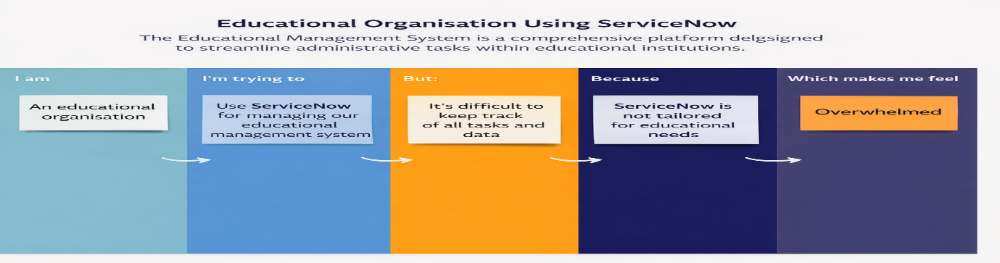 Educational Organisation Using ServiceNow
The Educational Management System is a comprehensive platform delgsigned
to streamline administrative tasks within educational institutions.
I am
An educational
organisation
I'm trying to
Use ServiceNow
for managing our
educational
management system
But:
It's difficult to
keep track
of all tasks and
data
Because
ServiceNow is
not tailored
for educational
needs
Which makes me feel
Overwhelmed